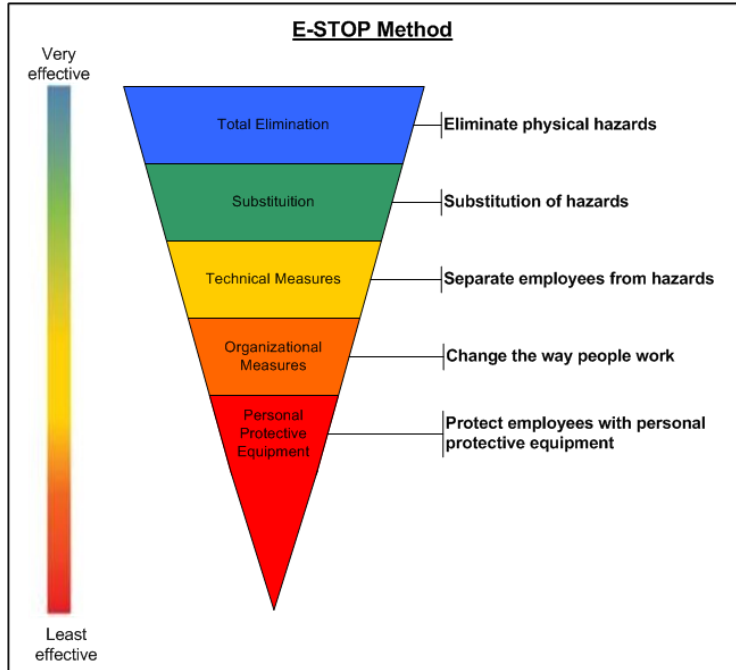 E-STOP Method
Very
effective
Total Elimination
Eliminate physical hazards
Substituition
Substitution of hazards
Technical Measures
Separate employees from hazards
Organizational
Measures
Change the way people work
Personal
Protective
Equipment
Protect employees with personal
protective equipment
Least
effective